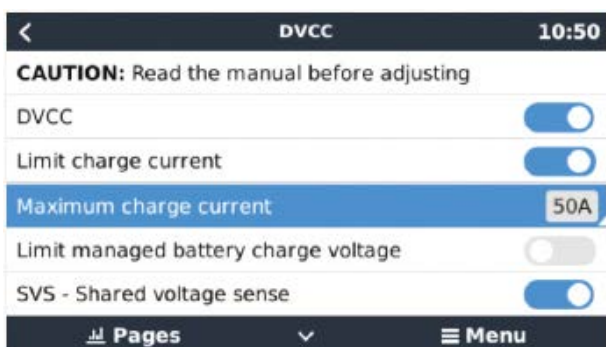 DVCC 10:50
CAUTION: Read the manual before adjusting
DVCC
Limit charge current
Maximum charge current 50A
Limit managed battery charge voltage
SVS - Shared voltage sense
Pages Menu